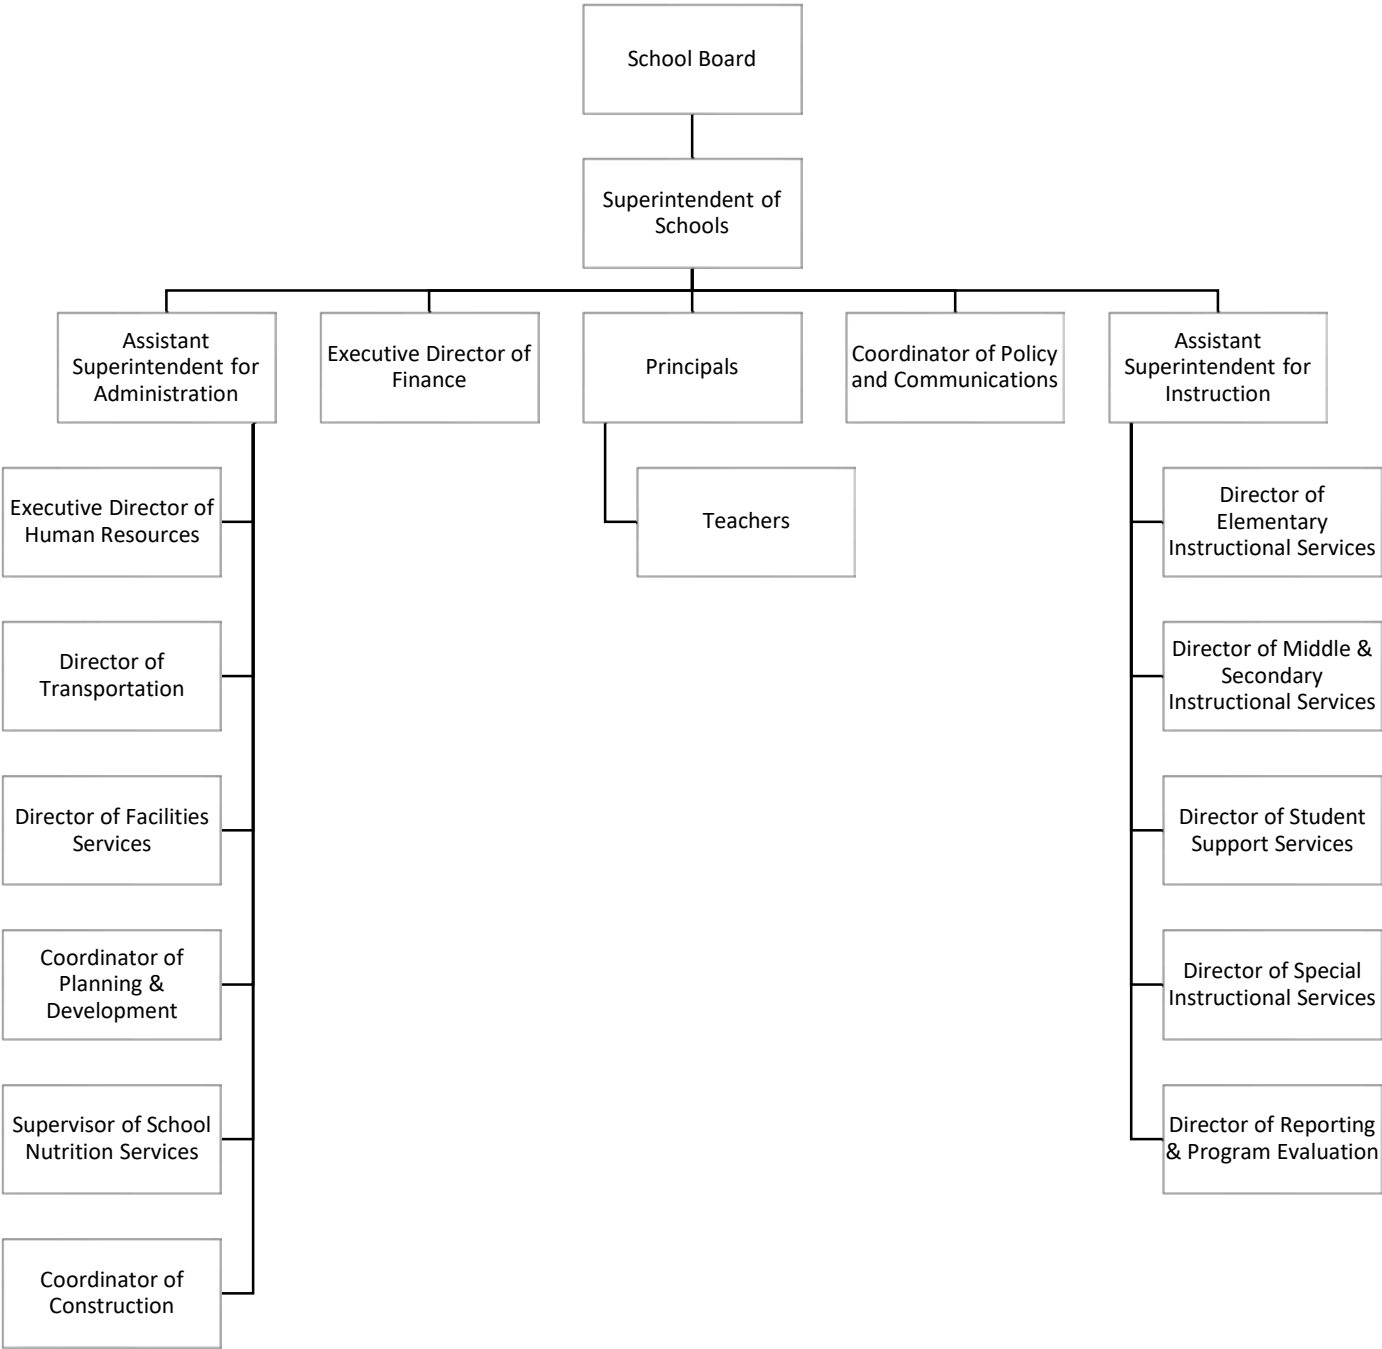 School Board
Superintendent of
Schools
Assistant
Superintendent for
Administration
Executive Director of
Finance
Principals
Coordinator of Policy
and Communications
Assistant
Superintendent for
Instruction
Executive Director of
Human Resources
Teachers
Director of
Elementary
Instructional Services
Director of
Transportation
Director of Middle &
Secondary
Instructional Services
Director of Facilities
Services
Director of Student
Support Services
Coordinator of
Planning &
Development
Director of Special
Instructional Services
Supervisor of School
Nutrition Services
Director of Reporting
& Program Evaluation
Coordinator of
Construction